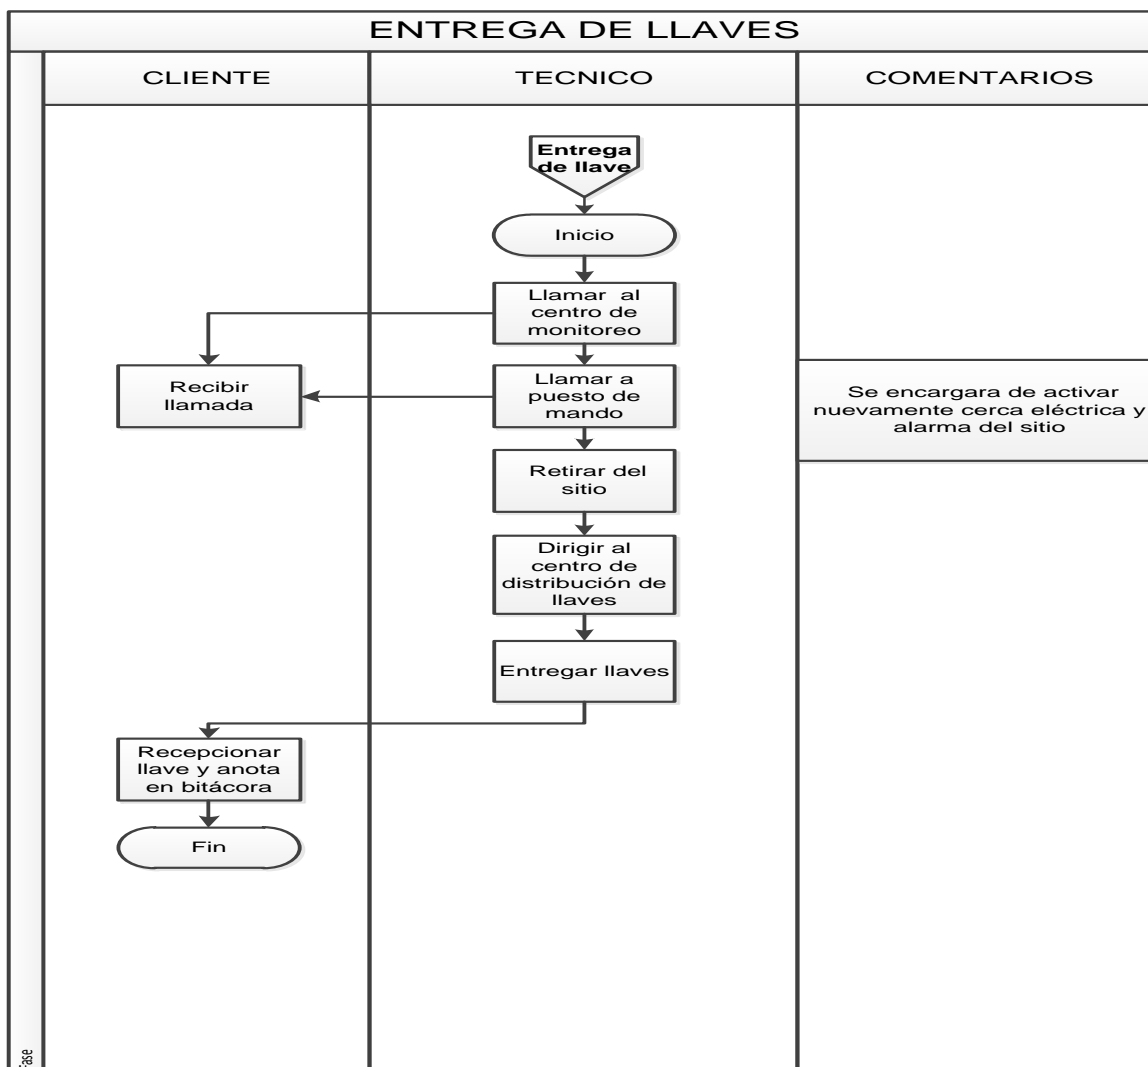 ENTREGA DE LLAVES
CLIENTE
TECNICO
COMENTARIOS
Entrega
de llave
Inicio
Llamar al
centro de
monitoreo
Recibir
llamada
Llamar a
puesto de
mando
Se encargara de activar
nuevamente cerca eléctrica y
alarma del sitio
Retirar del
sitio
Dirigir al
centro de
distribución de
llaves
Entregar llaves
Recepcionar
llave y anota
en bitácora
Fin
Fase